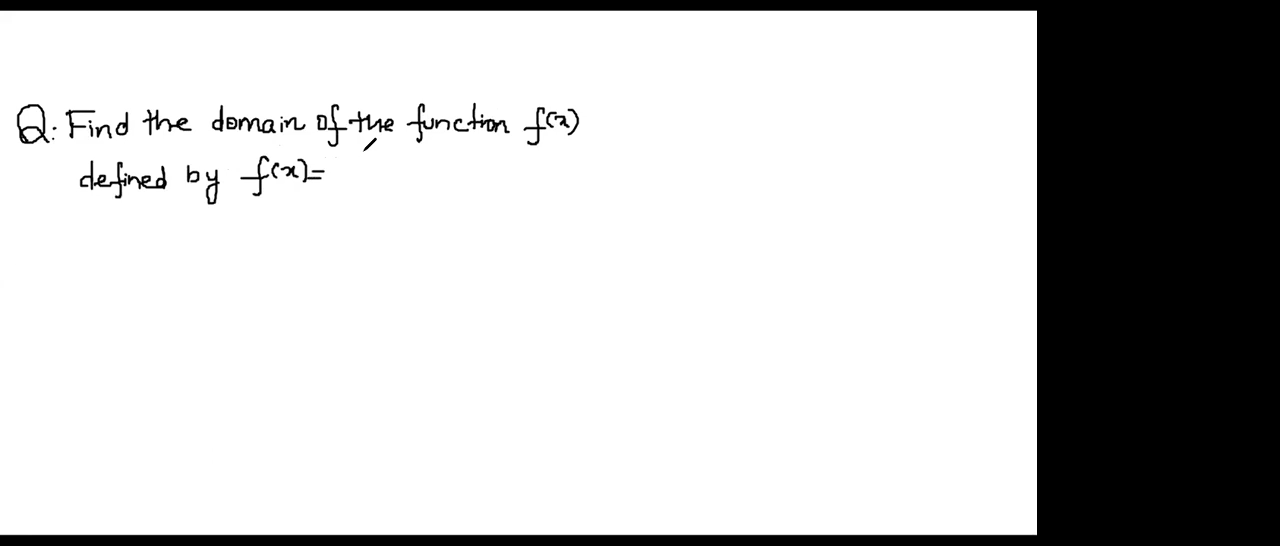 Q: Find the domain of the function f(x)
defined by f(x)=